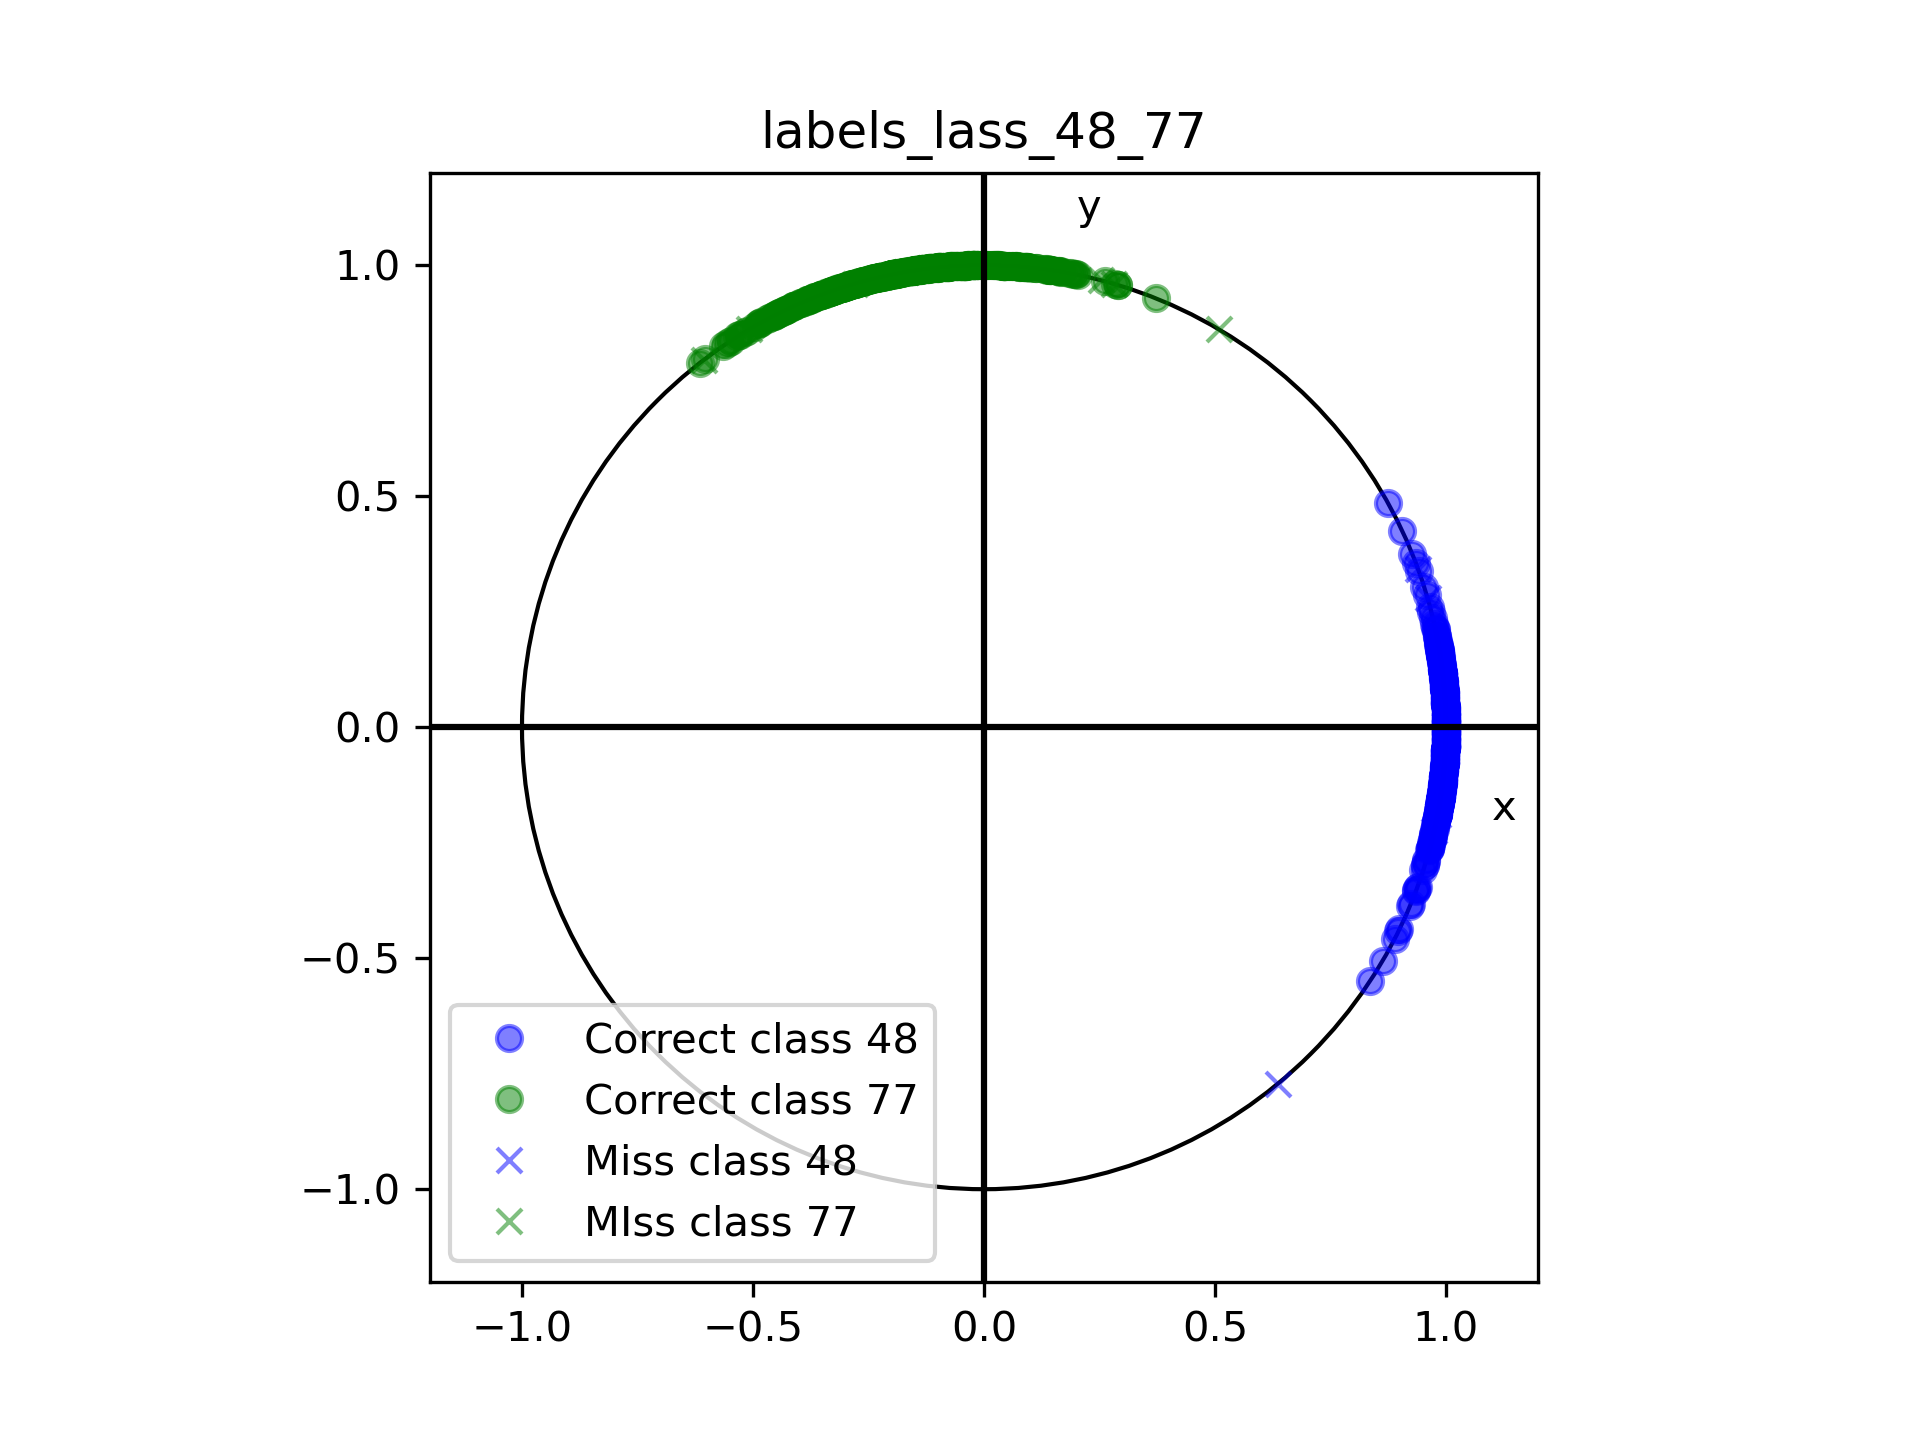 labels_lass_48_77
y
1.0
0.5
0.0
−0.5
−1.0
x
Correct class 48
Correct class 77
Miss class 48
MIss class 77
−1.0 −0.5 0.0 0.5 1.0